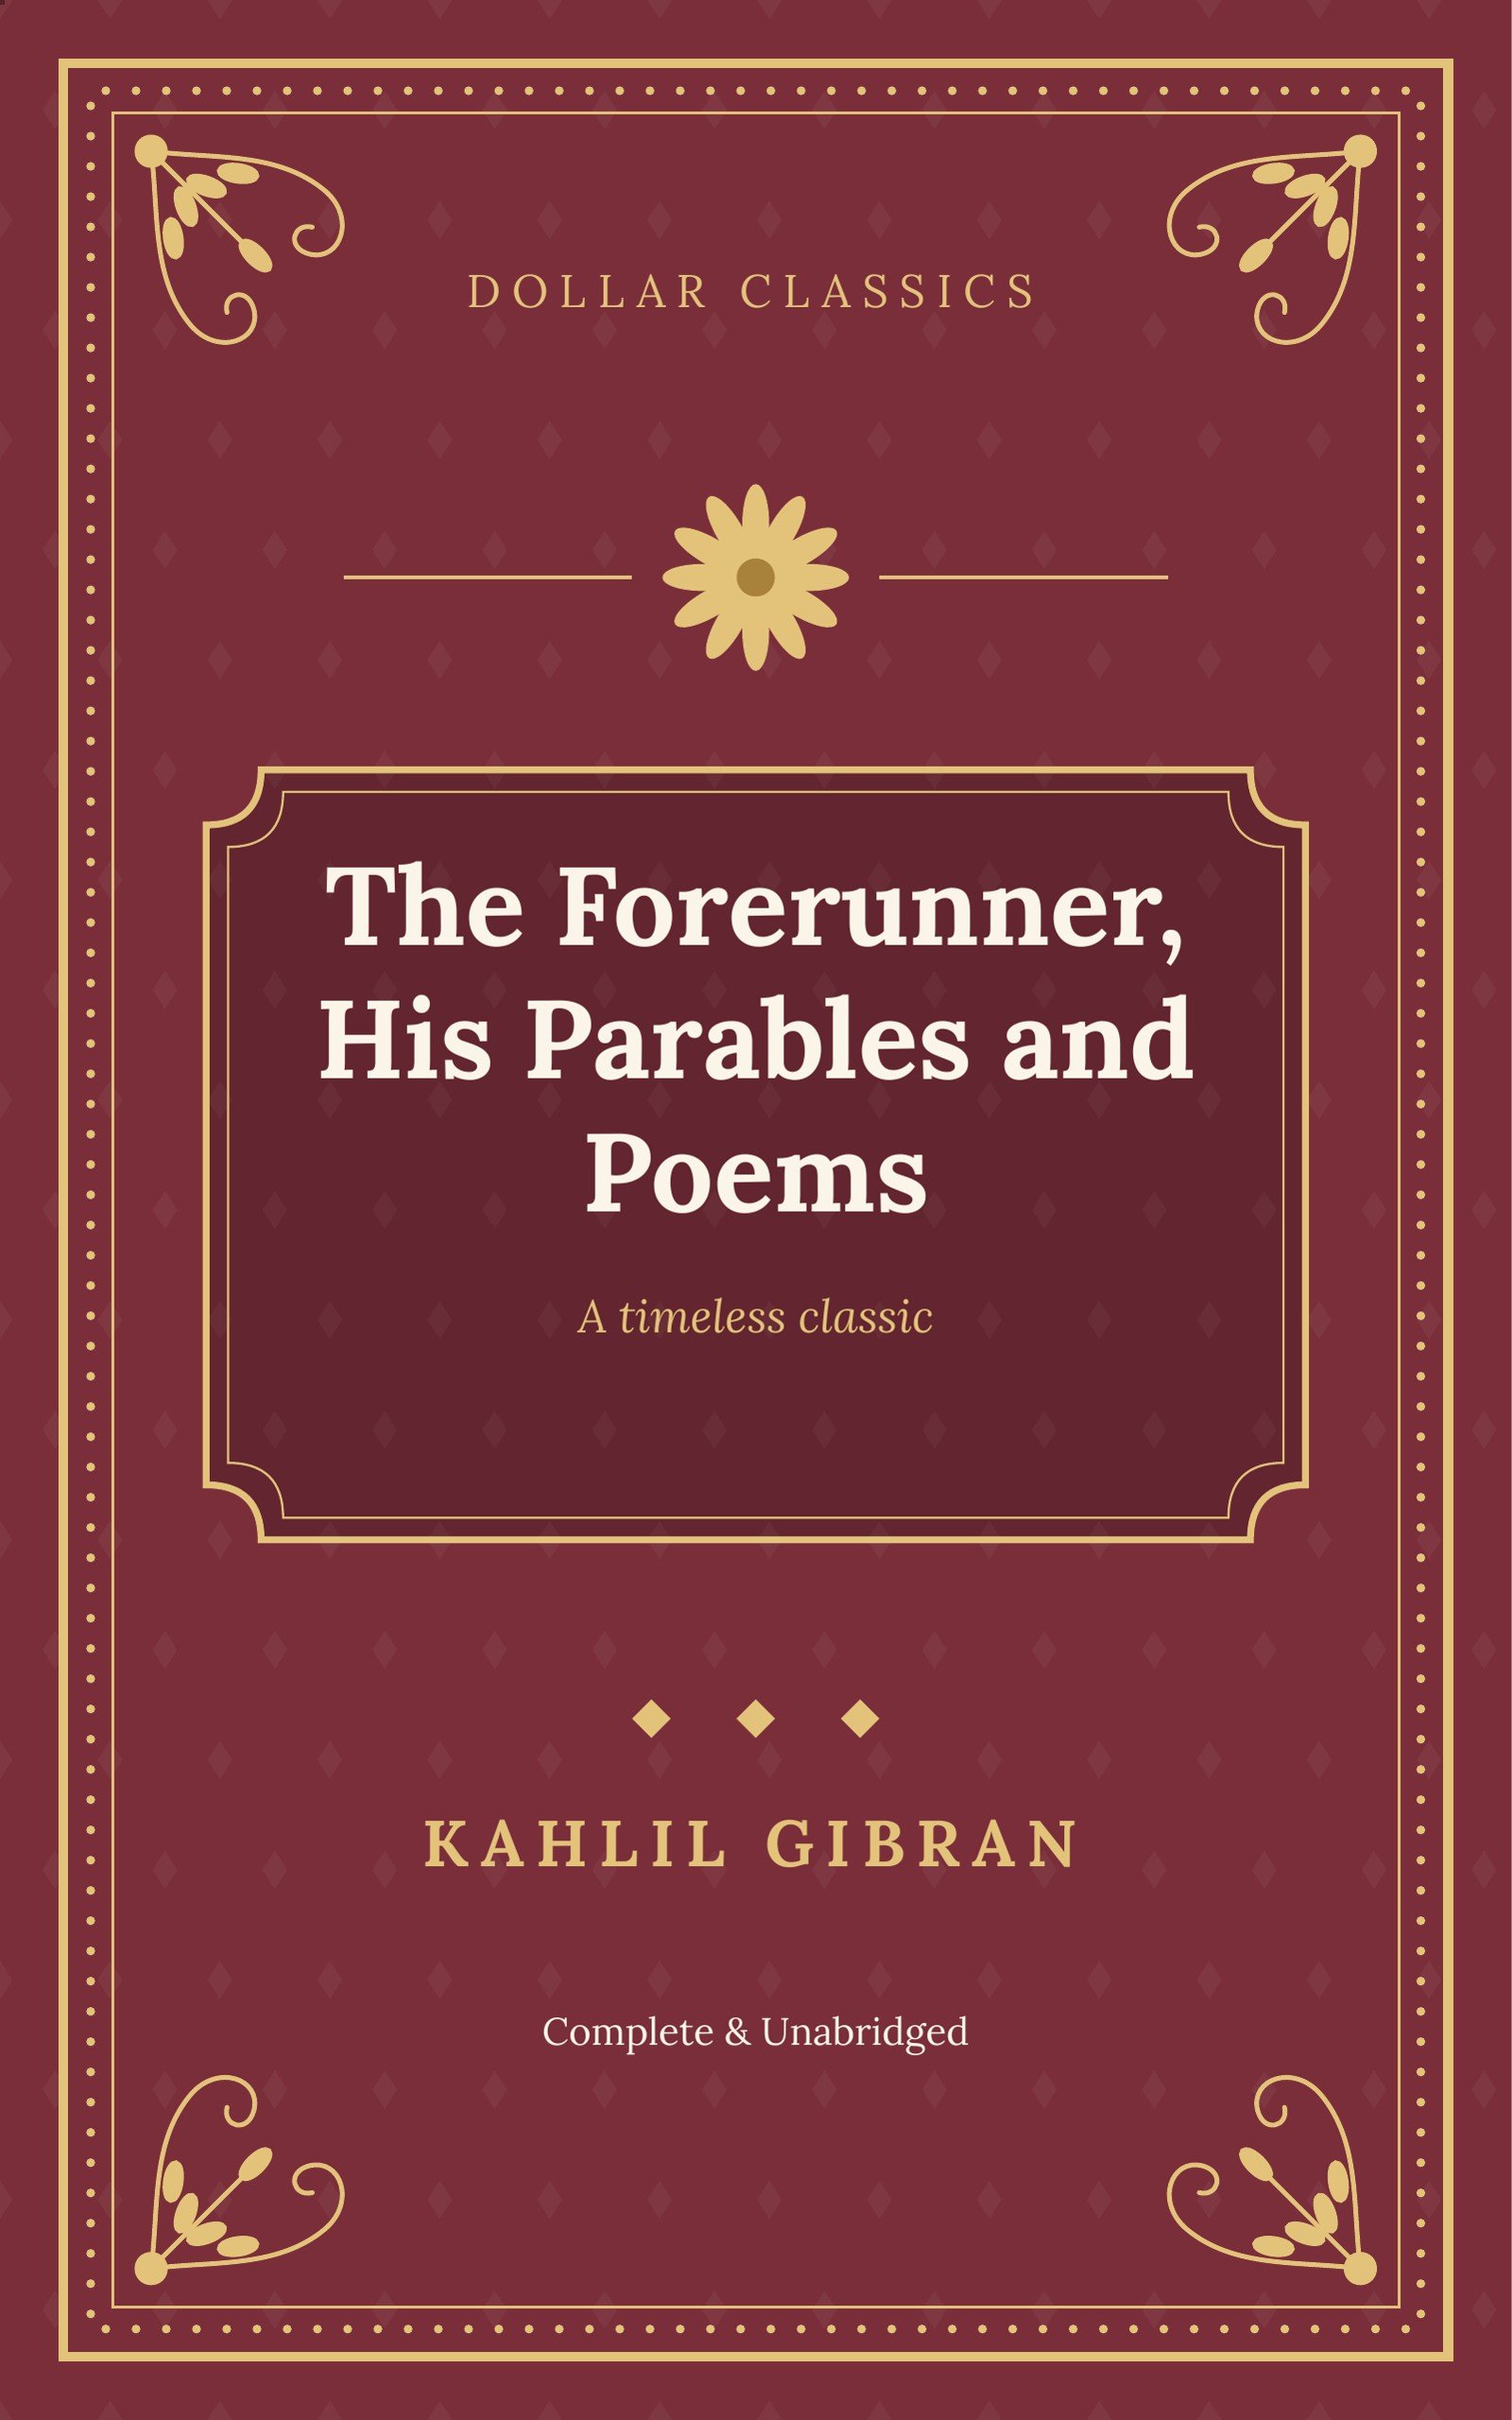 DOLLAR CLASSICS
The Forerunner,
His Parables and
Poems
A timeless classic
KAHLIL GIBRAN
Complete & Unabridged